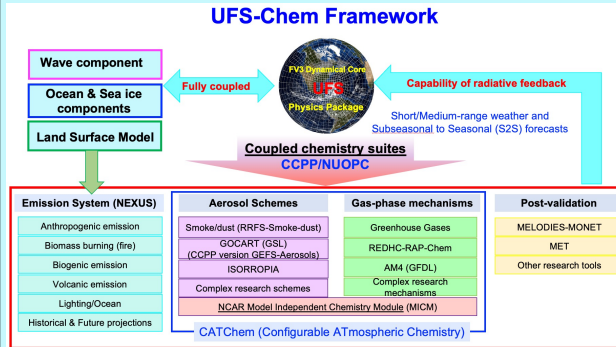 UFS-Chem Framework
Wave component
Ocean & Sea ice
components
Land Surface Model
Fully coupled
FV3 Dynamical Core
UFS
Physics Package
Capability of radiative feedback
Short/Medium-range weather and
Subseasonal to Seasonal (S2S) forecasts
Coupled chemistry suites
CCPP/NUOPC
Emission System (NEXUS)
Anthropogenic emission
Biomass burning (fire)
Biogenic emission
Volcanic emission
Lighting/Ocean
Historical & Future projections
Aerosol Schemes
Smoke/dust (RRFS-Smoke-dust)
GOCART (GSL)
(CCPP version GEFS-Aerosols)
ISORROPIA
Complex research schemes
Gas-phase mechanisms
Greenhouse Gases
REDHC-RAP-Chem
AM4 (GFDL)
Complex research
mechanisms
NCAR Model Independent Chemistry Module (MICM)
CATChem (Configurable ATmospheric Chemistry)
Post-validation
MELODIES-MONET
MET
Other research tools